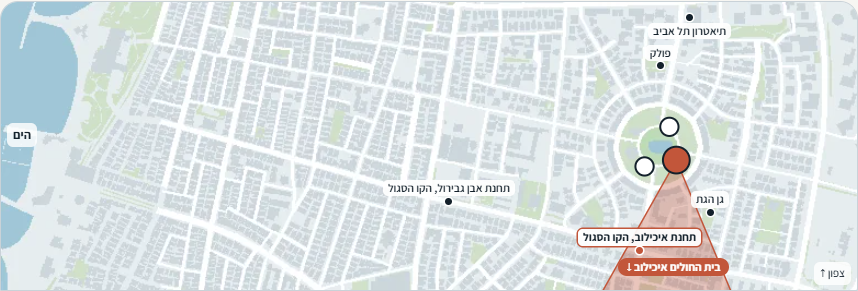 תיאטרון תל אביב
פולק
הים
תחנת אבן גבירול, הקו הסגול
גן הגת
תחנת איכילוב, הקו הסגול
בית החולים איכילוב ↓
צפון ↑